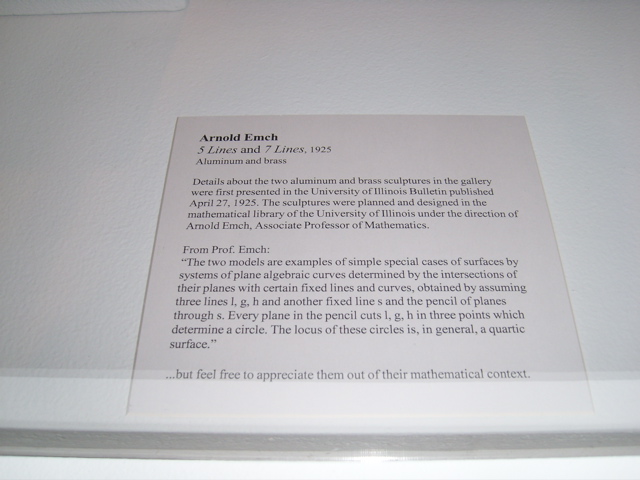 Arnold Emch
5 Lines and 7 Lines, 1925
Aluminum and brass
Details about the two aluminum and brass sculptures in the gallery
were first presented in the University of Illinois Bulletin published
April 27, 1925. The sculptures were planned and designed in the
mathematical library of the University of Illinois under the direction of
Arnold Emch, Associate Professor of Mathematics.
From Prof. Emch:
“The two models are examples of simple special cases of surfaces by
systems of plane algebraic curves determined by the intersections of
their planes with certain fixed lines and curves, obtained by assuming
three lines l, g, h and another fixed line s and the pencil of planes
through s. Every plane in the pencil cuts l, g, h in three points which
determine a circle. The locus of these circles is, in general, a quartic
surface.”
...but feel free to appreciate them out of their mathematical context.